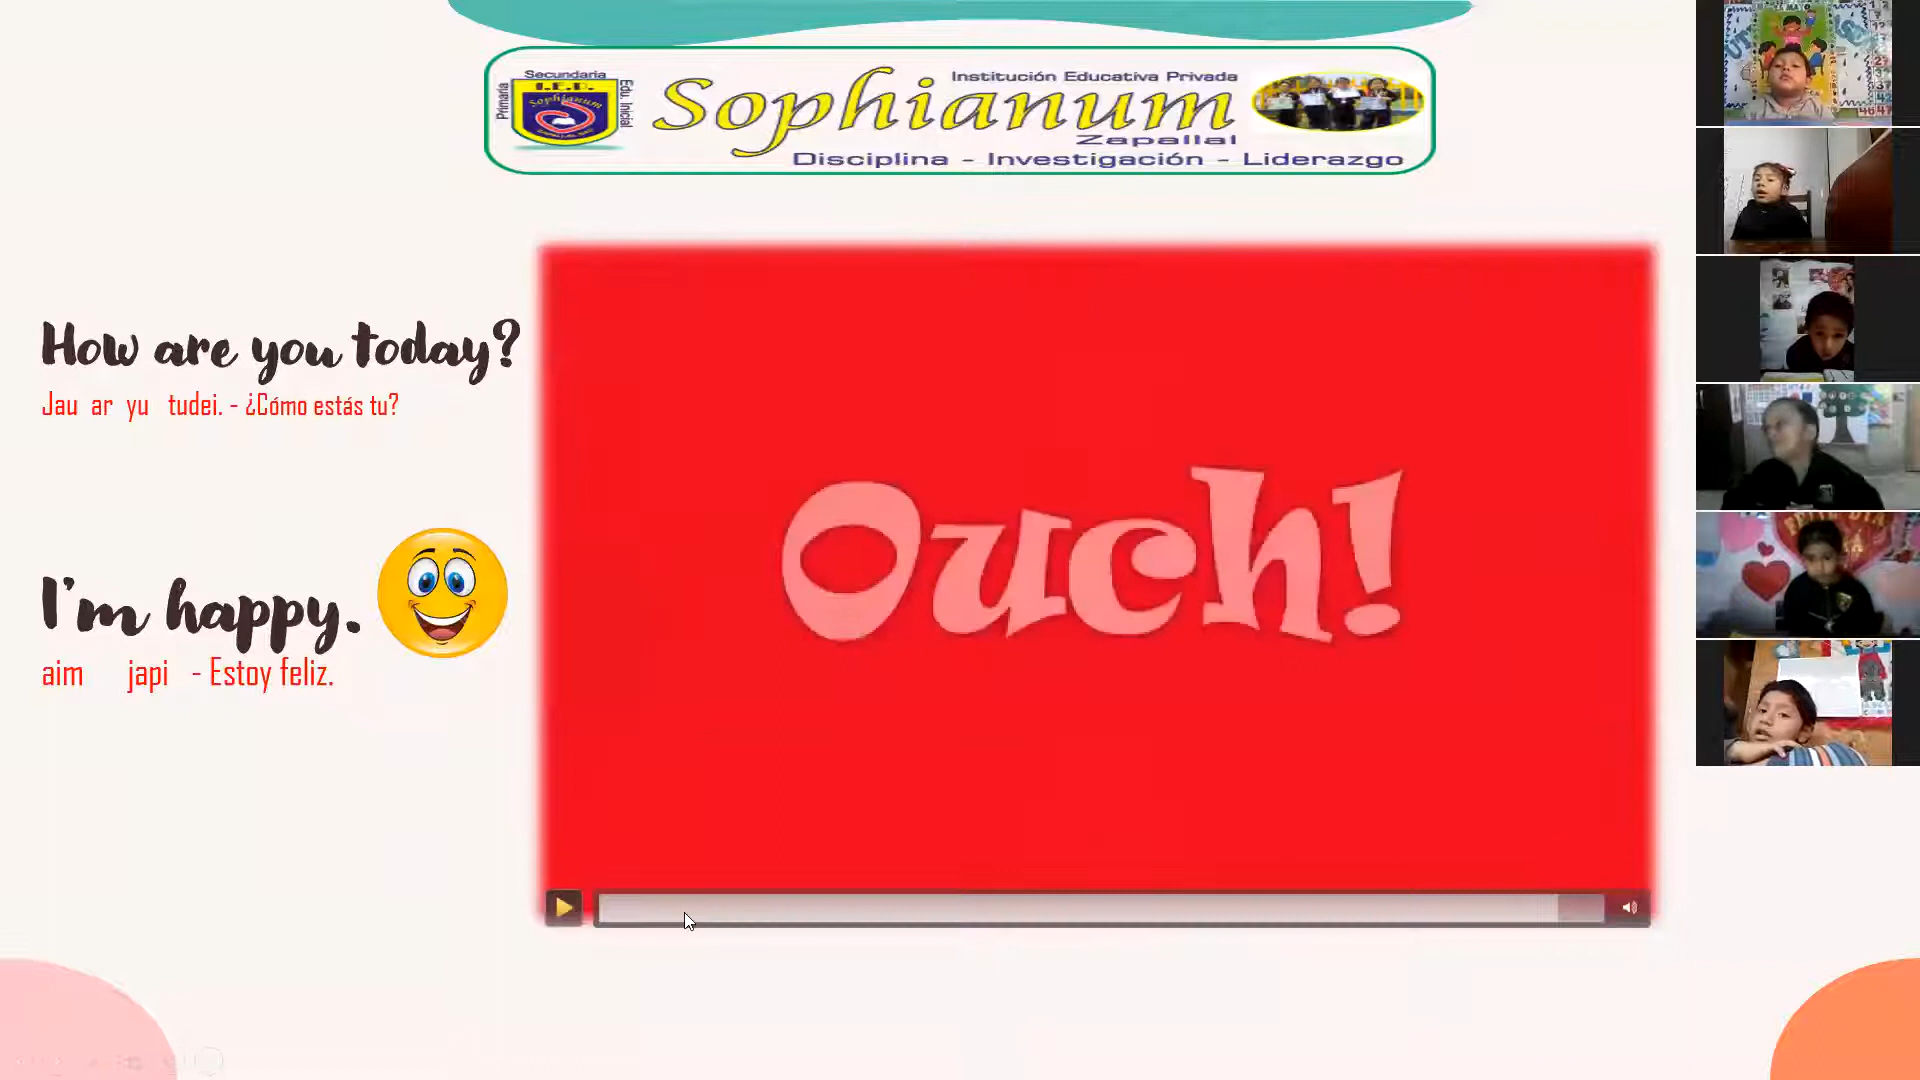 Secundaria
Primaria
Edu. Inicial
I.E.P.
Sophianum
Institución Educativa Privada
Sophianum
Zapallal
Disciplina - Investigación - Liderazgo
How are you today?
Jau ar yu tudei. - ¿Cómo estás tu?
I'm happy.
aim japi - Estoy feliz.
Ouch!